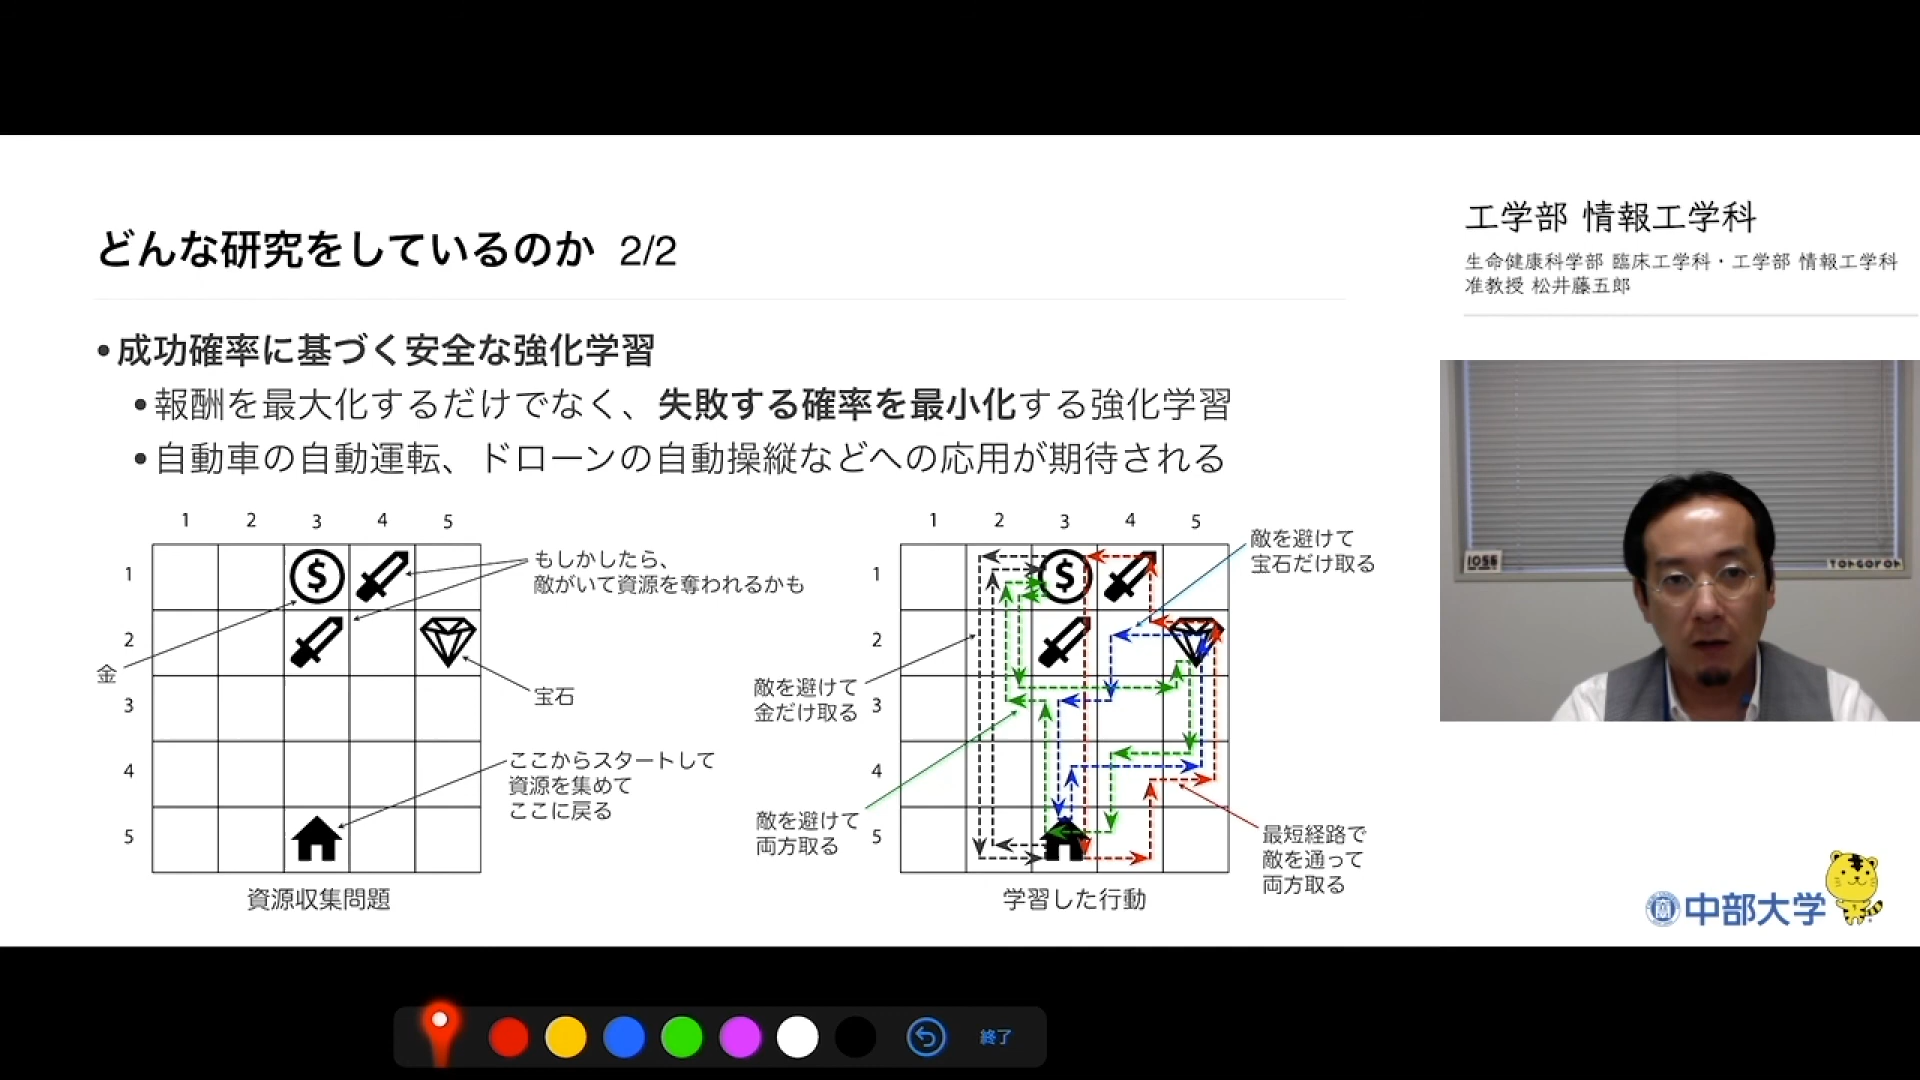 どんな研究をしているのか 2/2
•成功確率に基づく安全な強化学習
•報酬を最大化するだけでなく、失敗する確率を最小化する強化学習
•自動車の自動運転、ドローンの自動操縦などへの応用が期待される
1 2 3 4 5
1
2
3
4
5
$
金
もしかしたら、
敵がいて資源を奪われるかも
宝石
ここからスタートして
資源を集めて
ここに戻る
資源収集問題
1 2 3 4 5
1
2
3
4
5
$
敵を避けて
宝石だけ取る
敵を避けて
金だけ取る
敵を避けて
両方取る
最短経路で
敵を通って
両方取る
学習した行動
工学部 情報工学科
生命健康科学部 臨床工学科・工学部 情報工学科
准教授 松井藤五郎
中部大学
終了